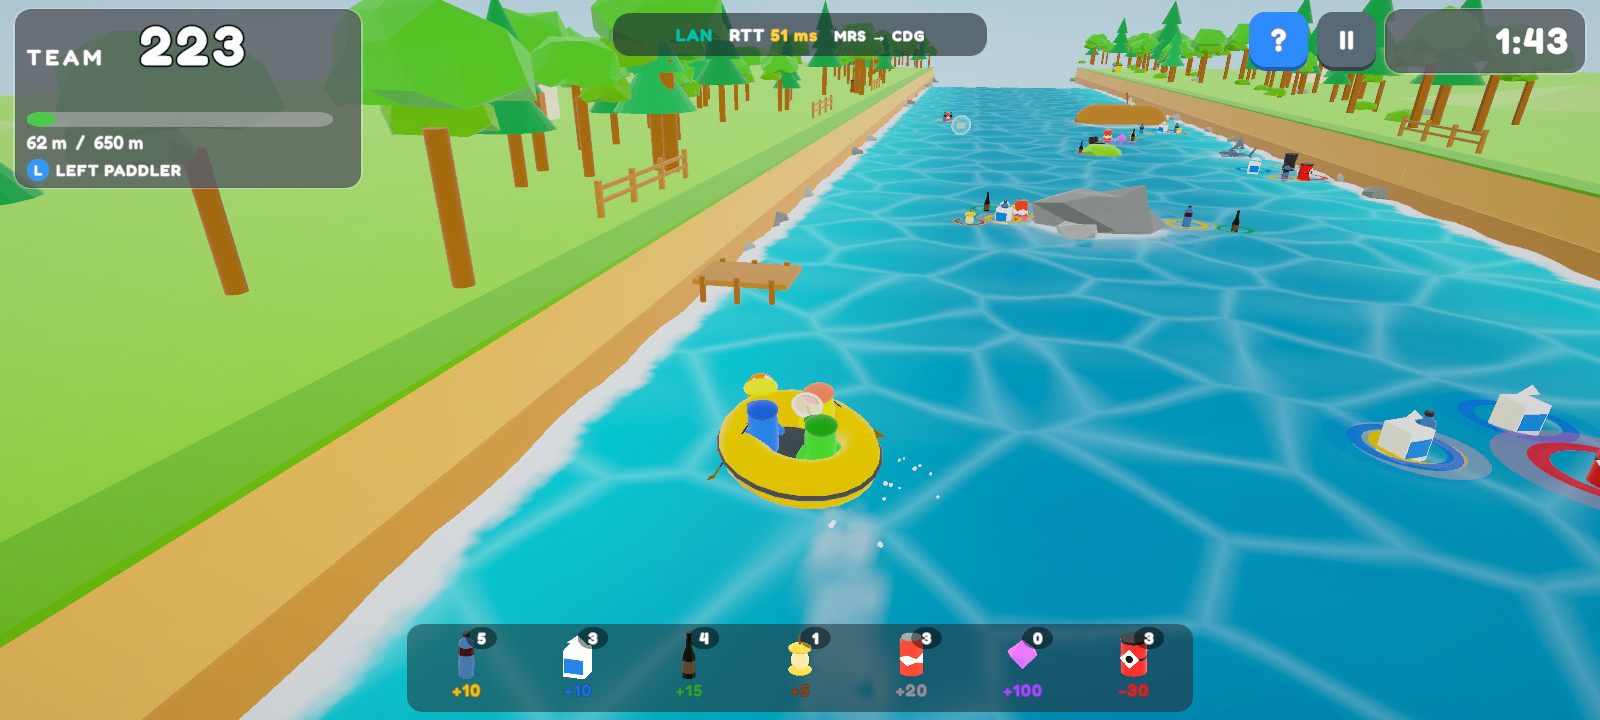 TEAM 223
62 m / 650 m
L LEFT PADDLER
LAN RTT 51 ms MRS → CDG
?
1:43
5 3 4 1 3 0 3
+10 +10 +15 +5 +20 +100 -30